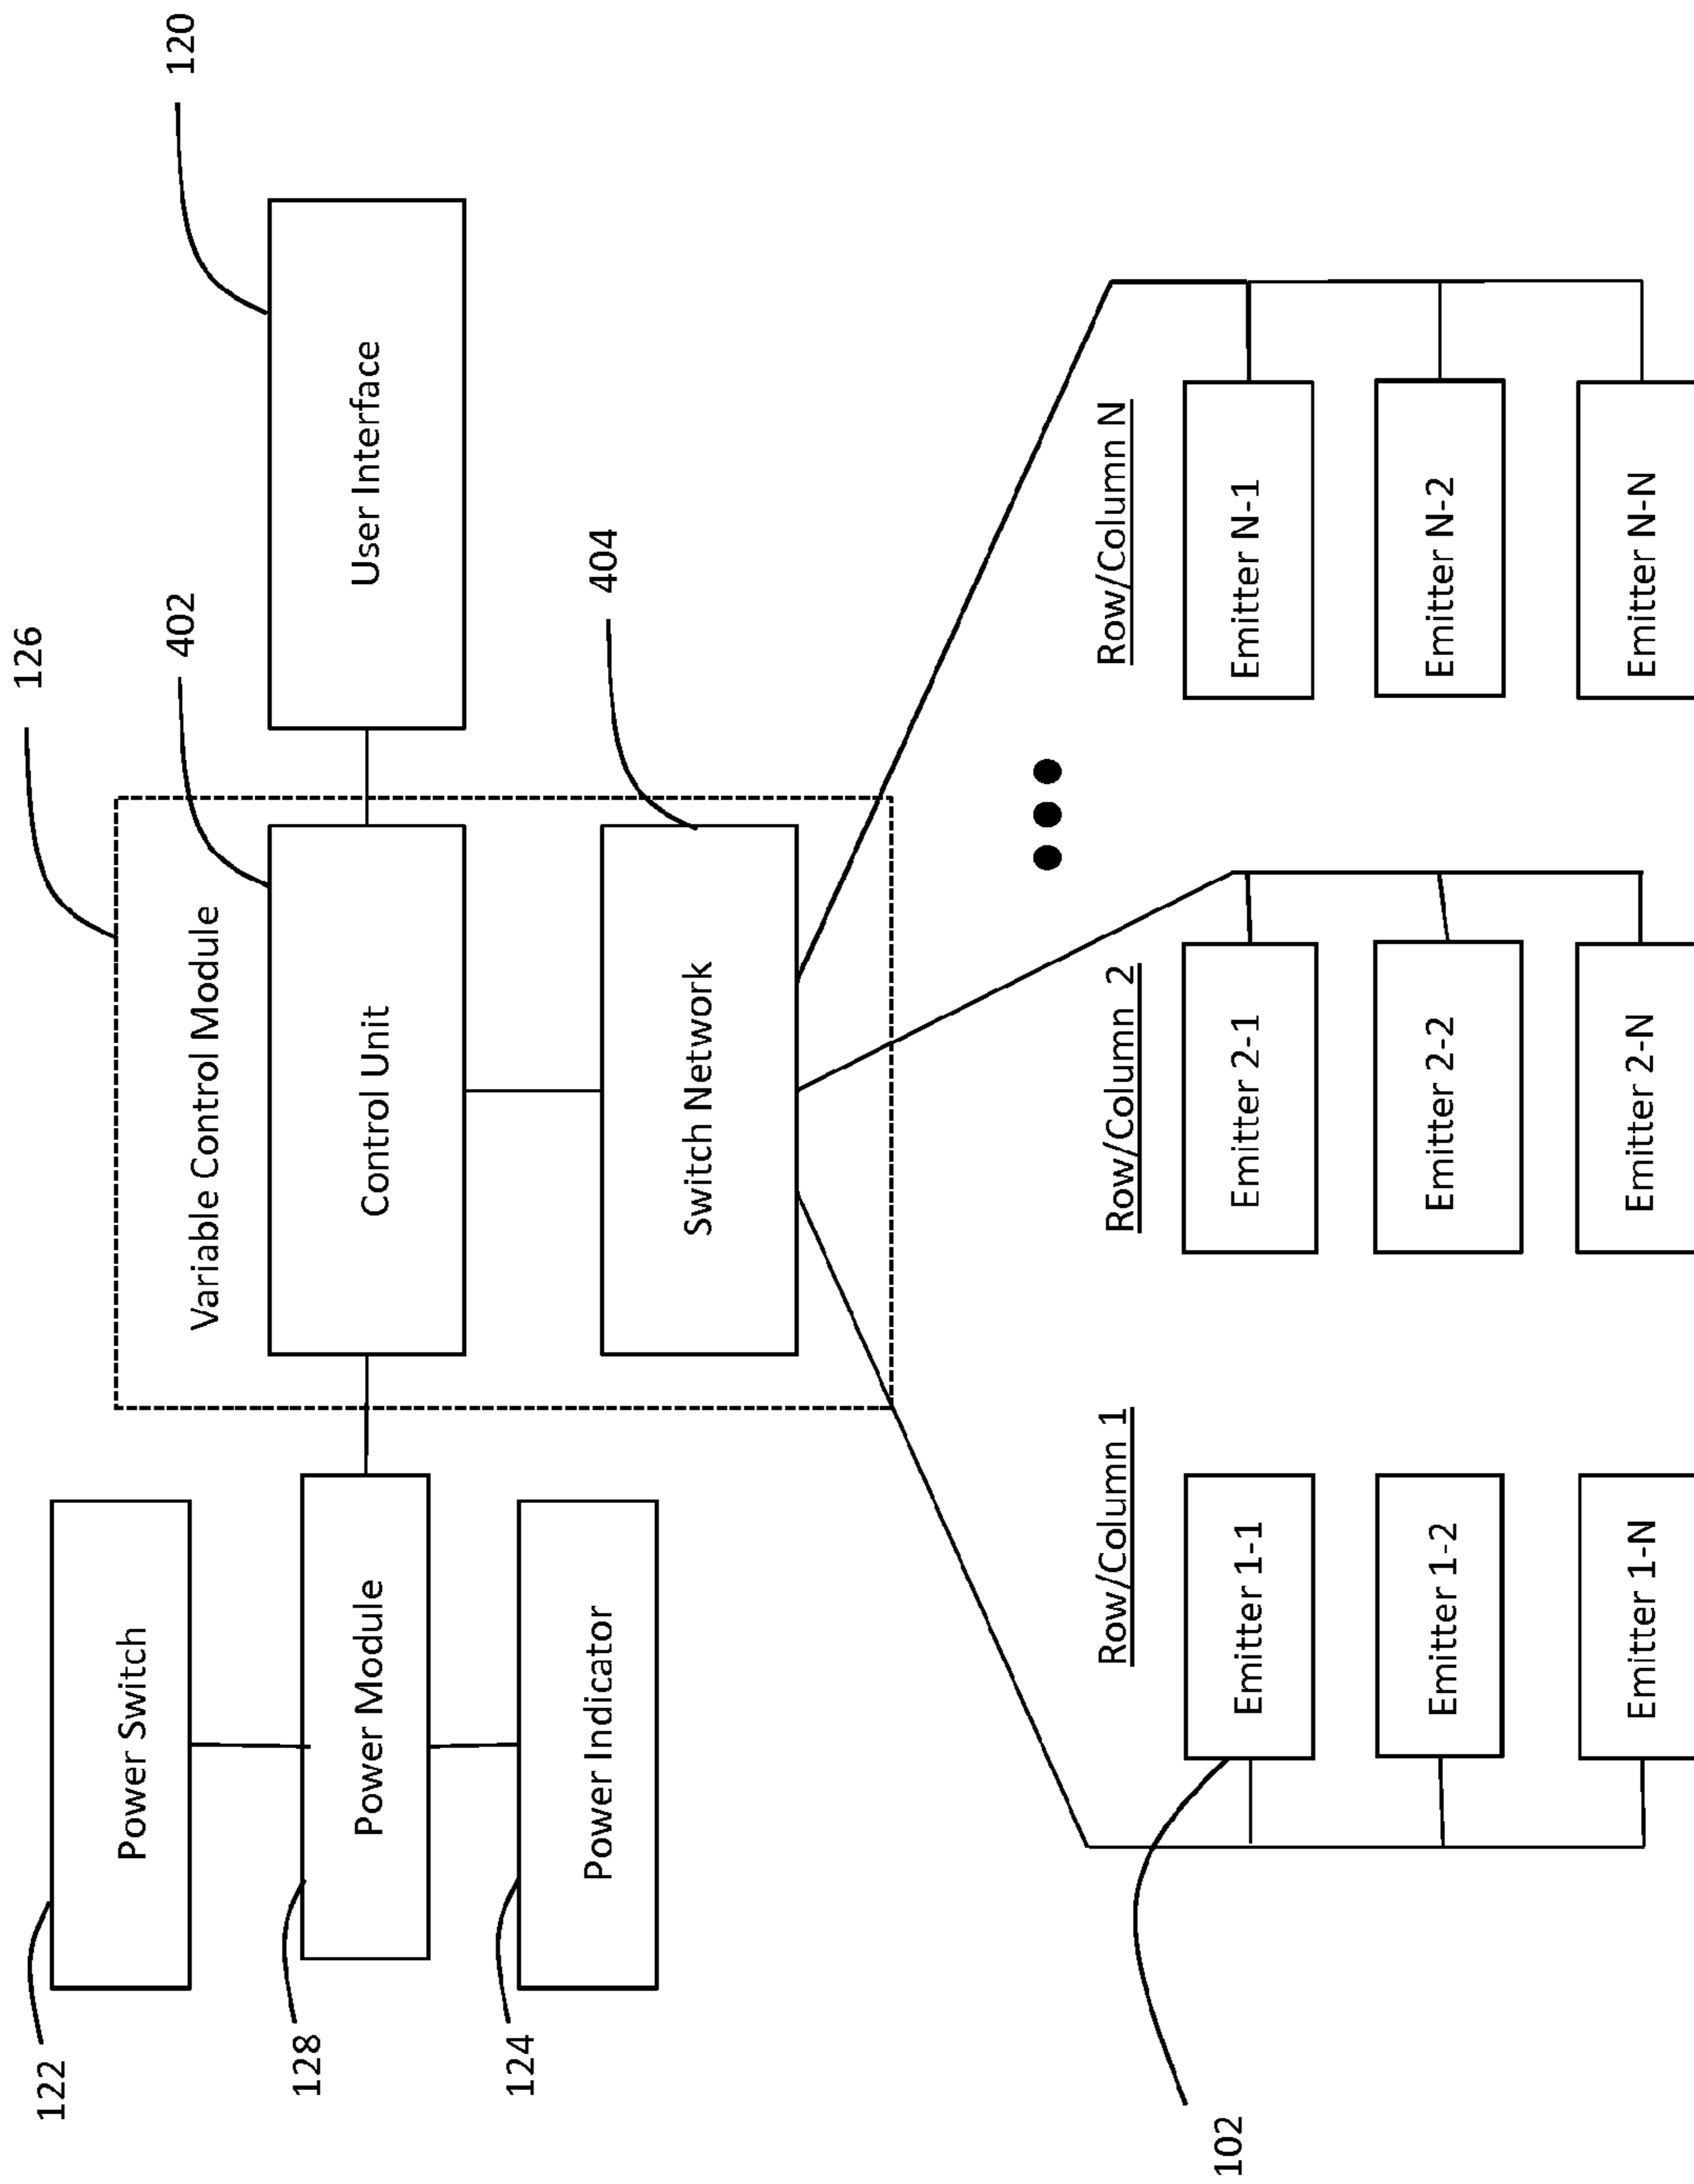 126
402
120
Variable Control Module
122
Power Switch
128
Power Module
Control Unit
User Interface
124
Power Indicator
404
Switch Network
Row/Column 1
Row/Column 2
Row/Column N
102
Emitter 1-1
Emitter 2-1
Emitter N-1
Emitter 1-2
Emitter 2-2
Emitter N-2
Emitter 1-N
Emitter 2-N
Emitter N-N